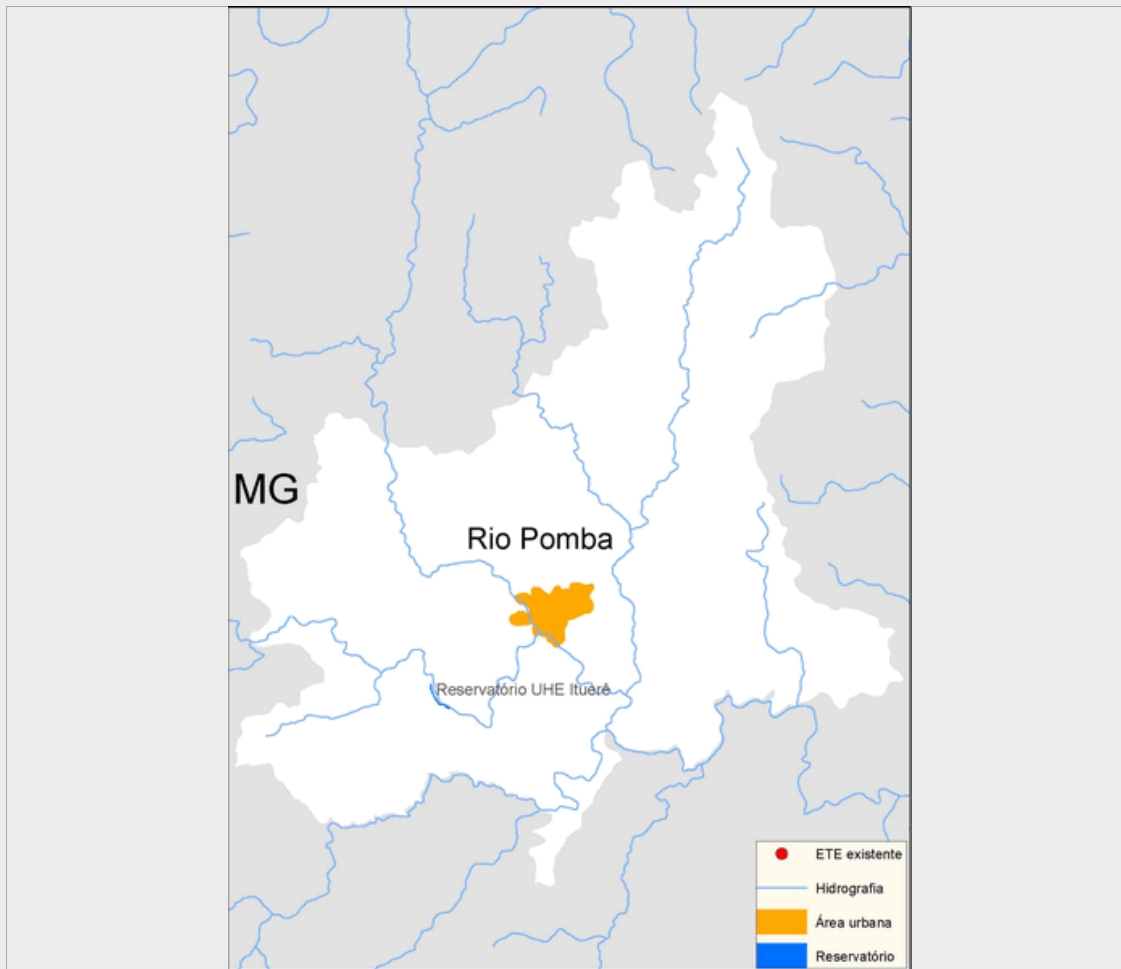 MG
Rio Pomba
Reservatório UHE Ituerê
ETE existente
Hidrografia
Área urbana
Reservatório